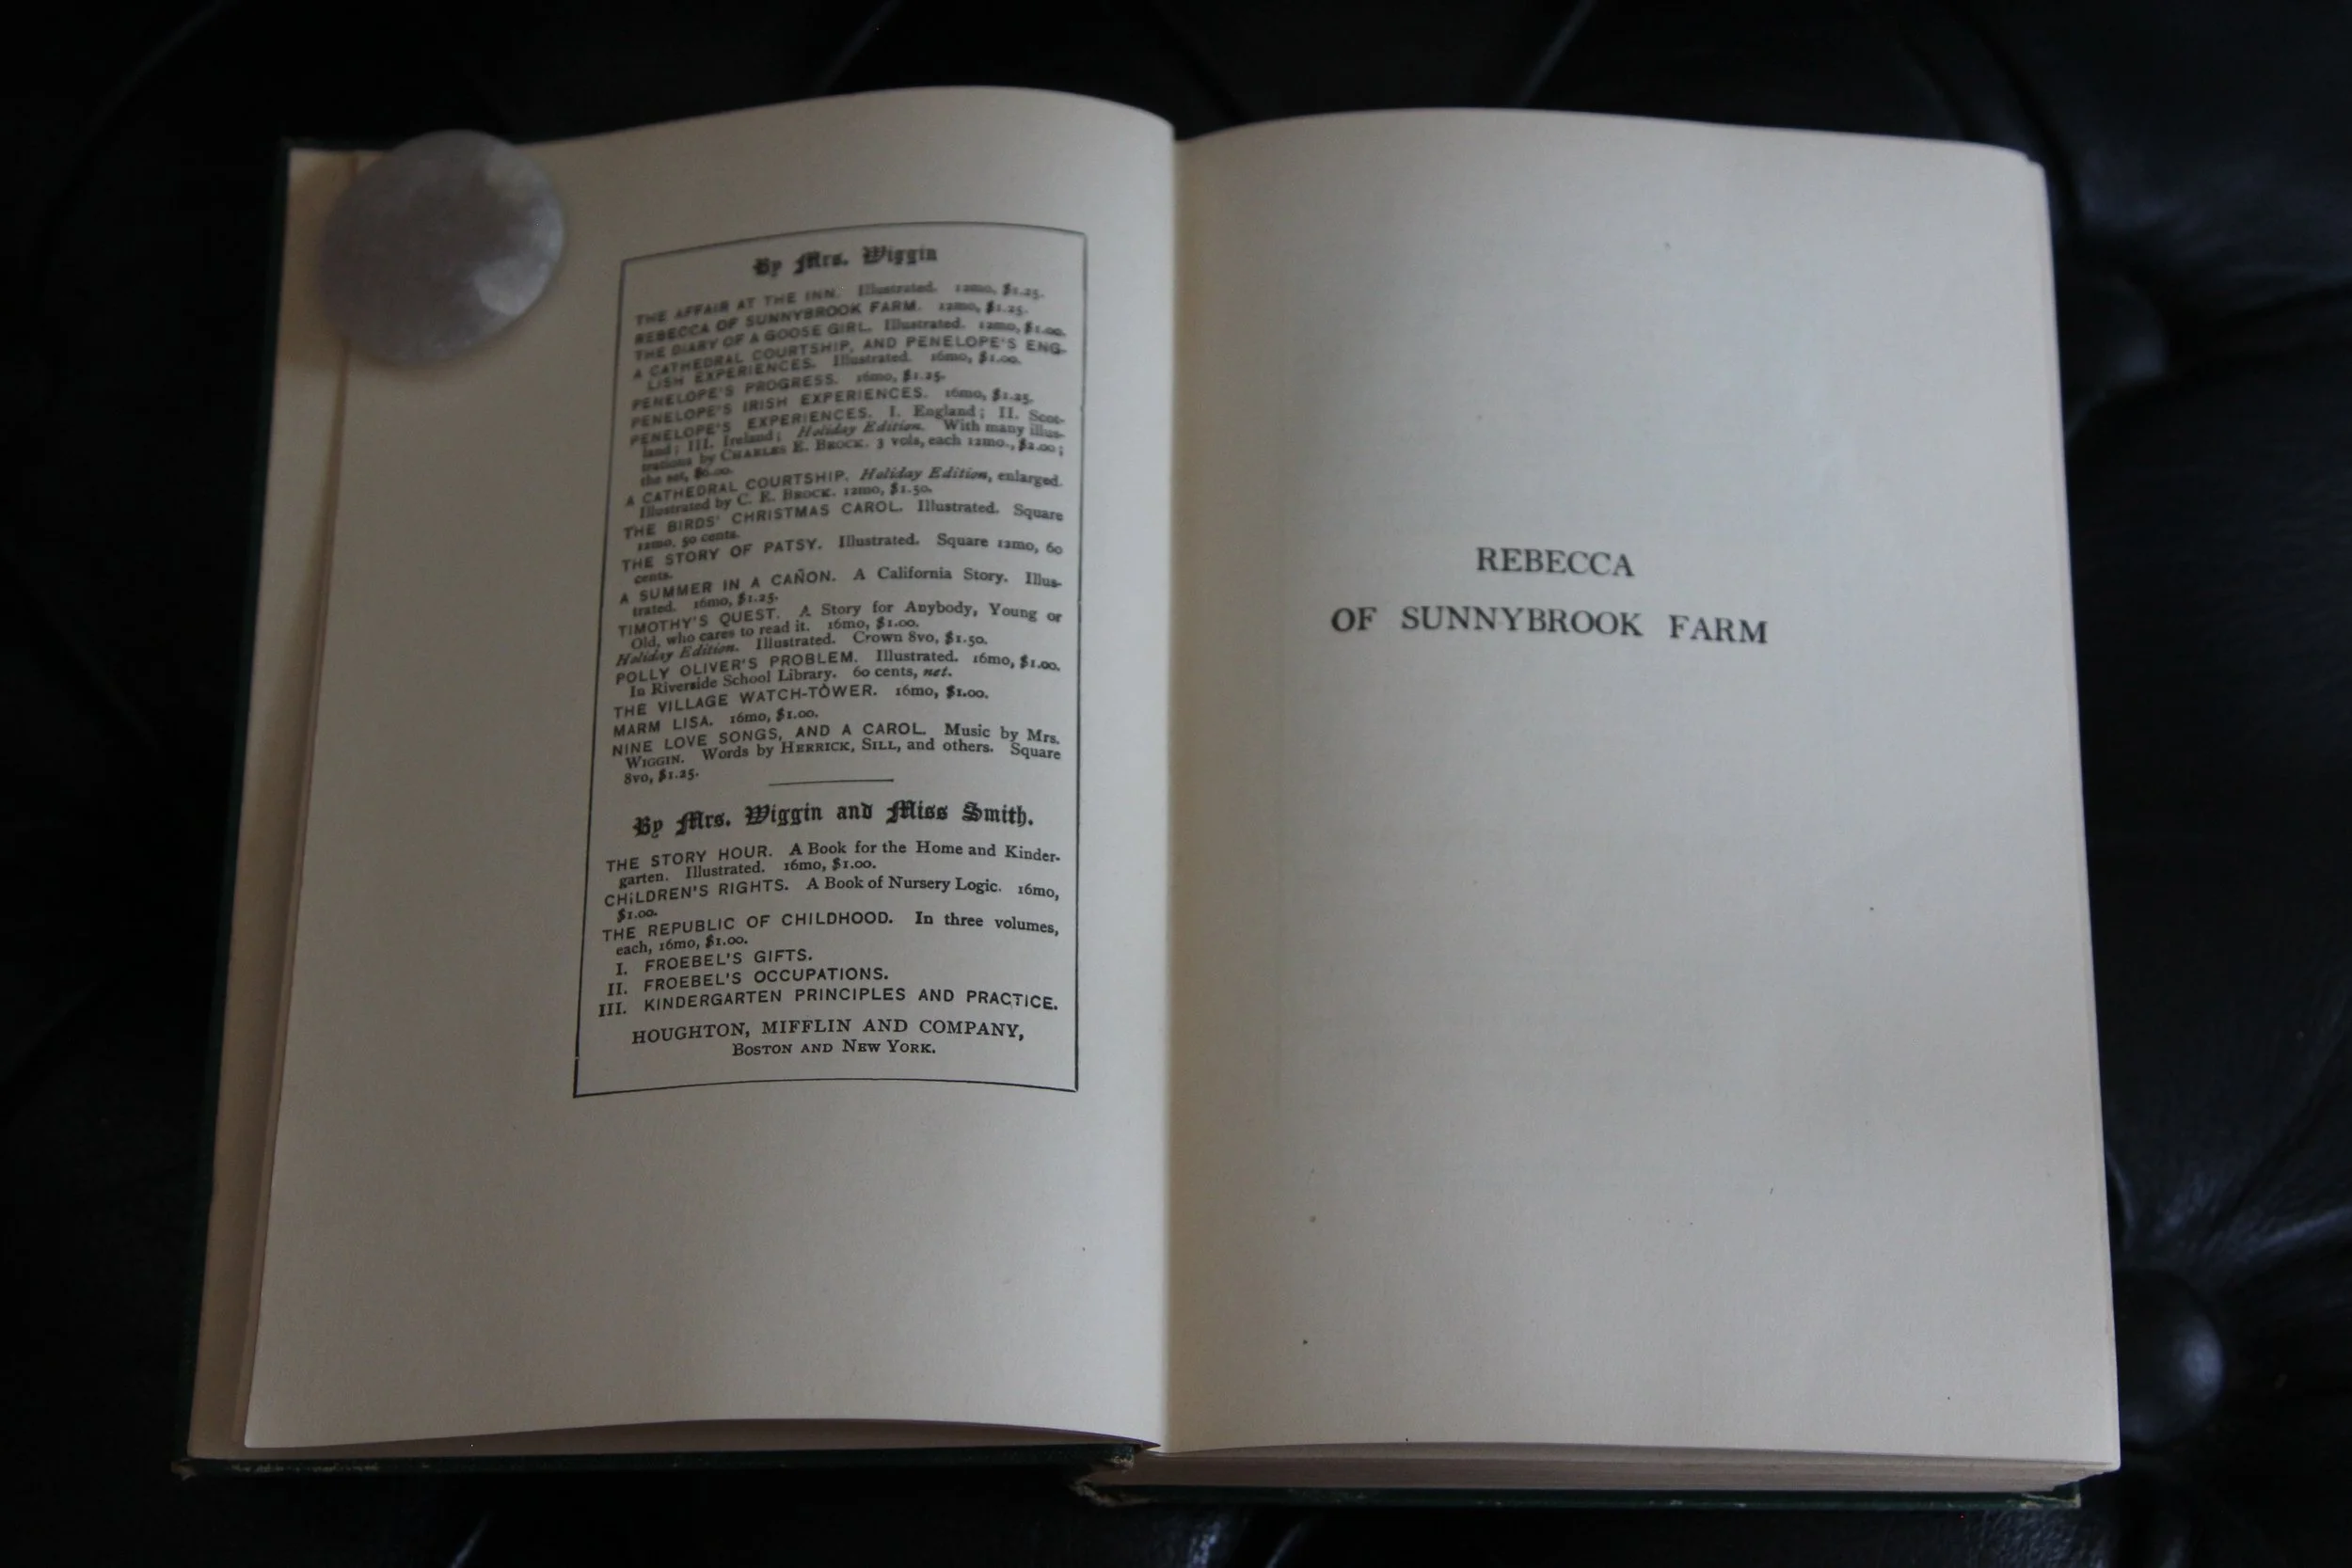 By Mrs. Wiggin
THE AFFAIR AT THE INN. Illustrated. 12mo, $1.25.
REBECCA OF SUNNYBROOK FARM. 12mo, $1.25.
THE DIARY OF A GOOSE GIRL. Illustrated. 12mo, $1.00.
A CATHEDRAL COURTSHIP, AND PENELOPE'S ENG-
LISH EXPERIENCES. Illustrated. 16mo, $1.00.
PENELOPE'S PROGRESS. 16mo, $1.25.
PENELOPE'S IRISH EXPERIENCES. 16mo, $1.25.
PENELOPE'S EXPERIENCES. I. England; II. Scot-
land; III. Ireland; Holiday Edition. With many illus-
trations by CHARLES E. BROCK. 3 vols, each 12mo., $2.00;
the set, $6.00.
A CATHEDRAL COURTSHIP. Holiday Edition, enlarged.
Illustrated by C. E. BROCK. 12mo, $1.50.
THE BIRDS' CHRISTMAS CAROL. Illustrated. Square
12mo, 50 cents.
THE STORY OF PATSY. Illustrated. Square 12mo, 60
cents.
A SUMMER IN A CAÑON. A California Story. Illus-
trated. 16mo, $1.25.
TIMOTHY'S QUEST. A Story for Anybody, Young or
Old, who cares to read it. 16mo, $1.00.
Holiday Edition. Illustrated. Crown 8vo, $1.50.
POLLY OLIVER'S PROBLEM. Illustrated. 16mo, $1.00.
In Riverside School Library. 60 cents, net.
THE VILLAGE WATCH-TOWER. 16mo, $1.00.
MARM LISA. 16mo, $1.00.
NINE LOVE SONGS, AND A CAROL. Music by Mrs.
WIGGIN. Words by HERRICK, SILL, and others. Square
8vo, $1.25.
By Mrs. Wiggin and Miss Smith.
THE STORY HOUR. A Book for the Home and Kinder-
garten. Illustrated. 16mo, $1.00.
CHILDREN'S RIGHTS. A Book of Nursery Logic. 16mo,
$1.00.
THE REPUBLIC OF CHILDHOOD. In three volumes,
each, 16mo, $1.00.
I. FROEBEL'S GIFTS.
II. FROEBEL'S OCCUPATIONS.
III. KINDERGARTEN PRINCIPLES AND PRACTICE.
HOUGHTON, MIFFLIN AND COMPANY,
BOSTON AND NEW YORK.
REBECCA
OF SUNNYBROOK FARM